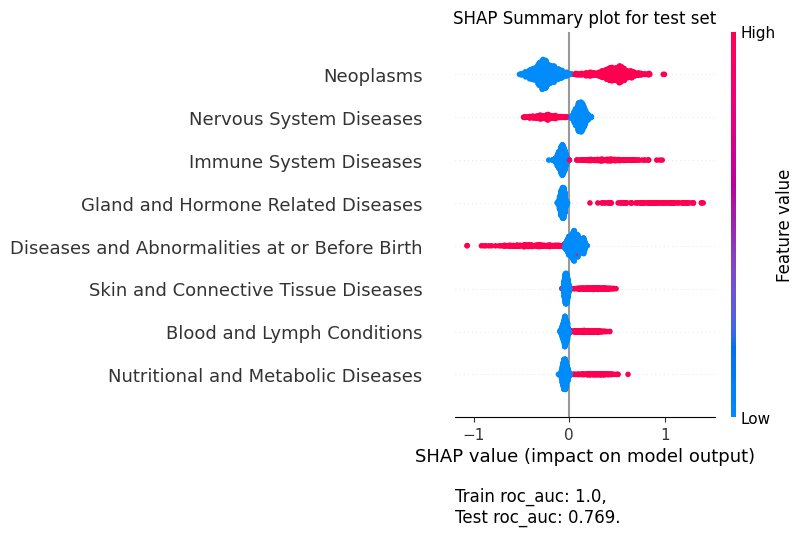 SHAP Summary plot for test set
High
Neoplasms
Nervous System Diseases
Immune System Diseases
Gland and Hormone Related Diseases
Diseases and Abnormalities at or Before Birth
Skin and Connective Tissue Diseases
Blood and Lymph Conditions
Nutritional and Metabolic Diseases
Feature value
Low
−1 0 1
SHAP value (impact on model output)
Train roc_auc: 1.0,
Test roc_auc: 0.769.